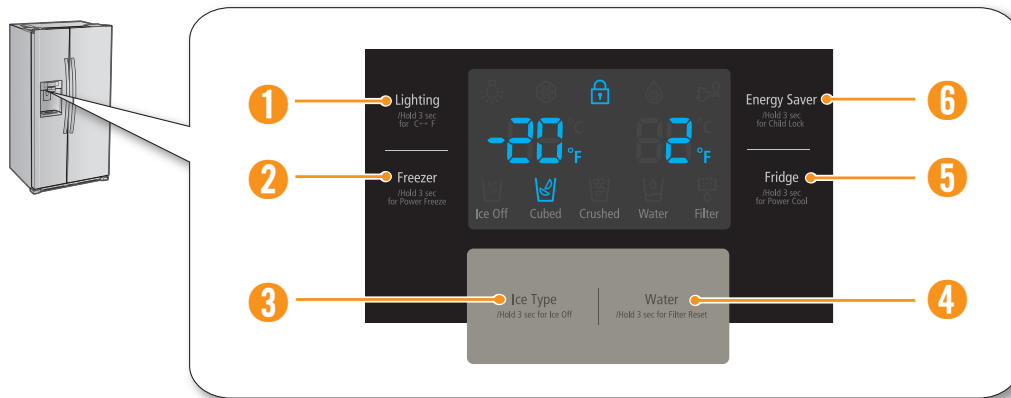 1
Lighting
/Hold 3 sec
for C↔ F
2
Freezer
/Hold 3 sec
for Power Freeze
-20 °C °F
2 °C °F
Ice Off Cubed Crushed Water Filter
Energy Saver
/Hold 3 sec
for Child Lock
6
Fridge
/Hold 3 sec
for Power Cool
5
3
Ice Type
/Hold 3 sec for Ice Off
Water
/Hold 3 sec for Filter Reset
4